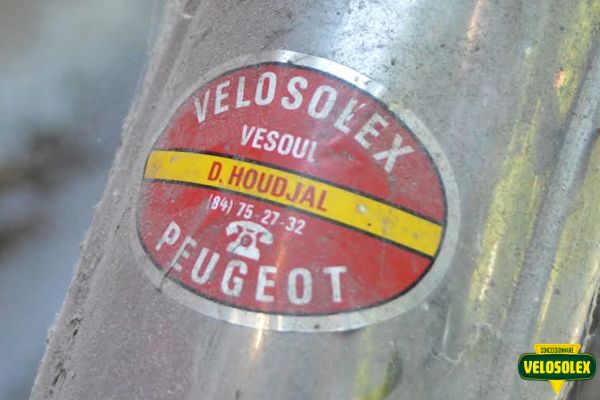 VELOSOLEX
VESOUL
D. HOUDJAL
(84) 75-27-32
PEUGEOT
CONCESSIONNAIRE
VELOSOLEX